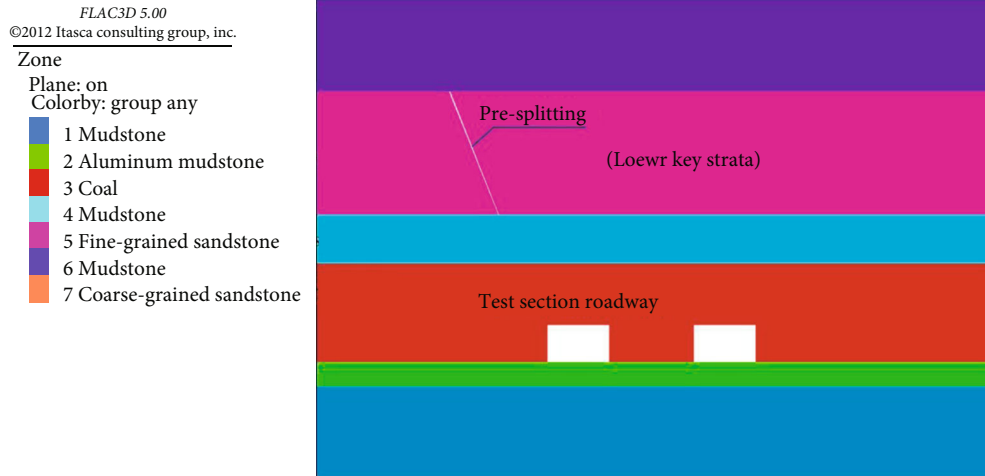 FLAC3D 5.00
©2012 Itasca consulting group, inc.
Zone
Plane: on
Colorby: group any
1 Mudstone
2 Aluminum mudstone
3 Coal
4 Mudstone
5 Fine-grained sandstone
6 Mudstone
7 Coarse-grained sandstone
Pre-splitting
(Loewr key strata)
Test section roadway